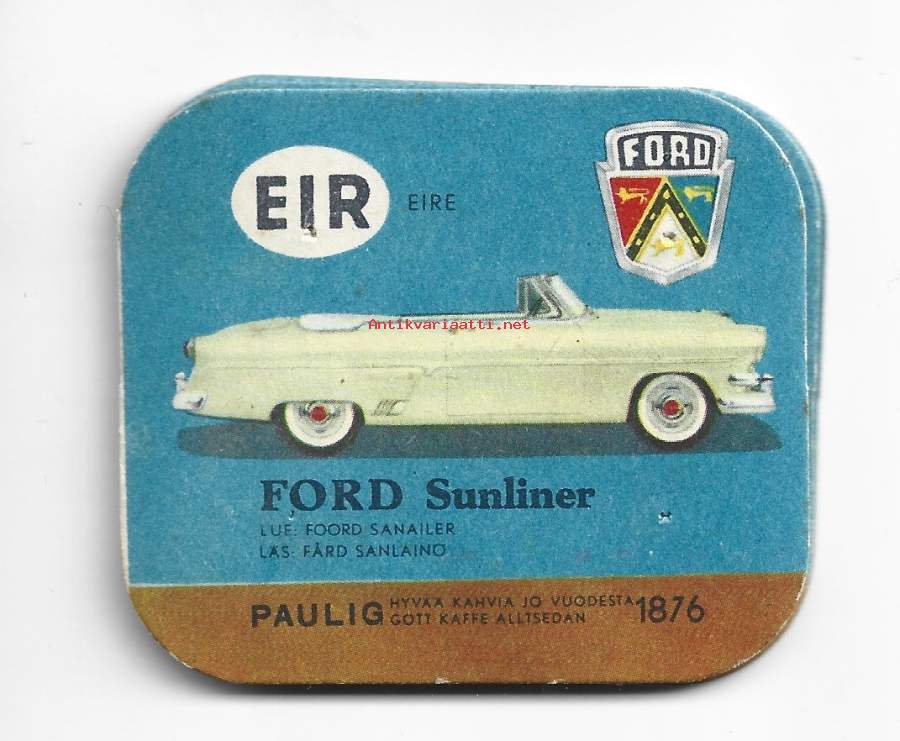 EIR EIRE
FORD
Antikvariaatti.net
FORD Sunliner
LUE: FOORD SANAILER
LÄS: FÅRD SANLAINÖ
PAULIG HYVÄÄ KAHVIA JO VUODESTA 1876
GOTT KAFFE ALLTSEDAN